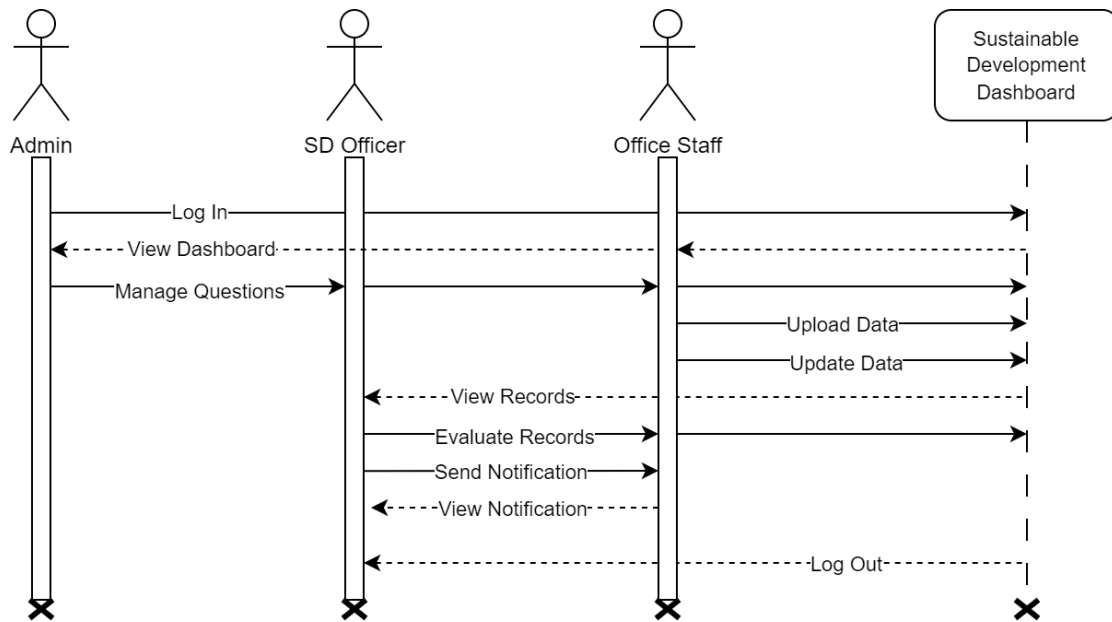 Admin
SD Officer
Office Staff
Sustainable
Development
Dashboard
Log In
View Dashboard
Manage Questions
Upload Data
Update Data
View Records
Evaluate Records
Send Notification
View Notification
Log Out